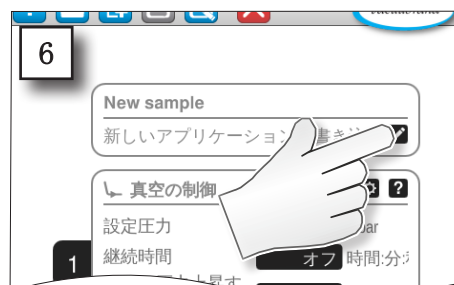 6
New sample
新しいアプリケーション
真空の制御
?
設定圧力
bar
1
継続時間
オフ 時間:分: